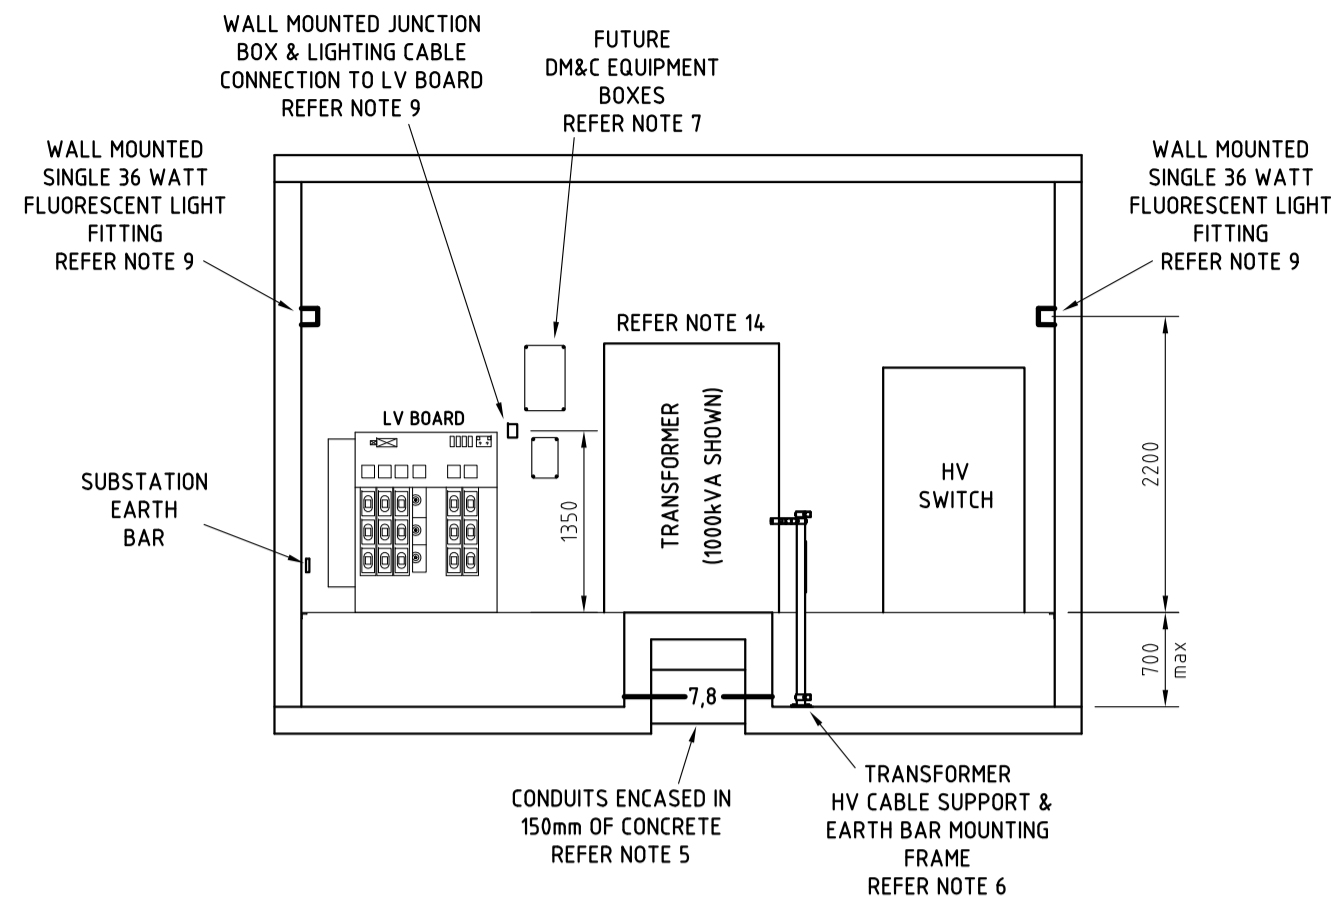 WALL MOUNTED JUNCTION
BOX & LIGHTING CABLE
CONNECTION TO LV BOARD
REFER NOTE 9
FUTURE
DM&C EQUIPMENT
BOXES
REFER NOTE 7
WALL MOUNTED
SINGLE 36 WATT
FLUORESCENT LIGHT
FITTING
REFER NOTE 9
WALL MOUNTED
SINGLE 36 WATT
FLUORESCENT LIGHT
FITTING
REFER NOTE 9
REFER NOTE 14
LV BOARD
TRANSFORMER
(1000kVA SHOWN)
HV
SWITCH
2200
SUBSTATION
EARTH
BAR
1350
700
max
7,8
CONDUITS ENCASED IN
150mm OF CONCRETE
REFER NOTE 5
TRANSFORMER
HV CABLE SUPPORT &
EARTH BAR MOUNTING
FRAME
REFER NOTE 6